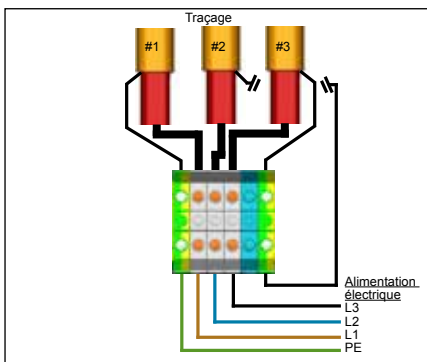 Traçage
#1
#2
#3
Alimentation
électrique
L3
L2
L1
PE